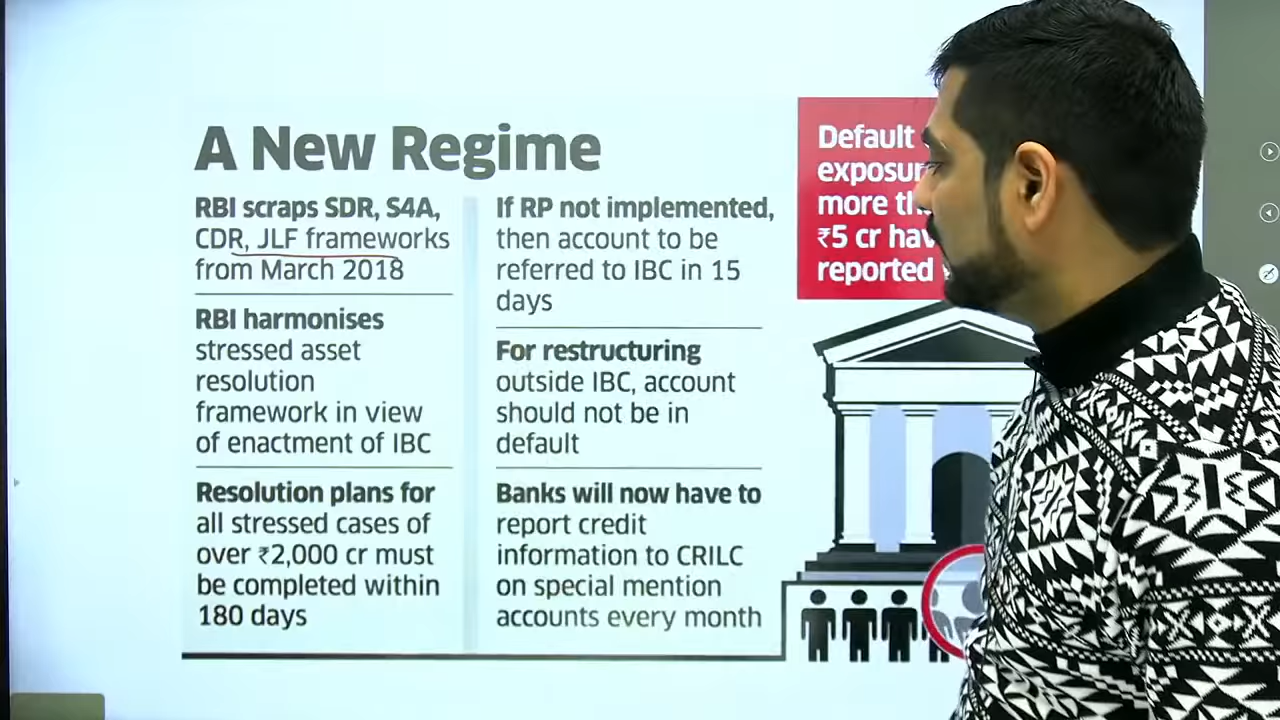 A New Regime
RBI scraps SDR, S4A,
CDR, JLF frameworks
from March 2018
RBI harmonises
stressed asset
resolution
framework in view
of enactment of IBC
Resolution plans for
all stressed cases of
over ₹2,000 cr must
be completed within
180 days
If RP not implemented,
then account to be
referred to IBC in 15
days
For restructuring
outside IBC, account
should not be in
default
Banks will now have to
report credit
information to CRILC
on special mention
accounts every month
Default
more
₹5 cr
reported